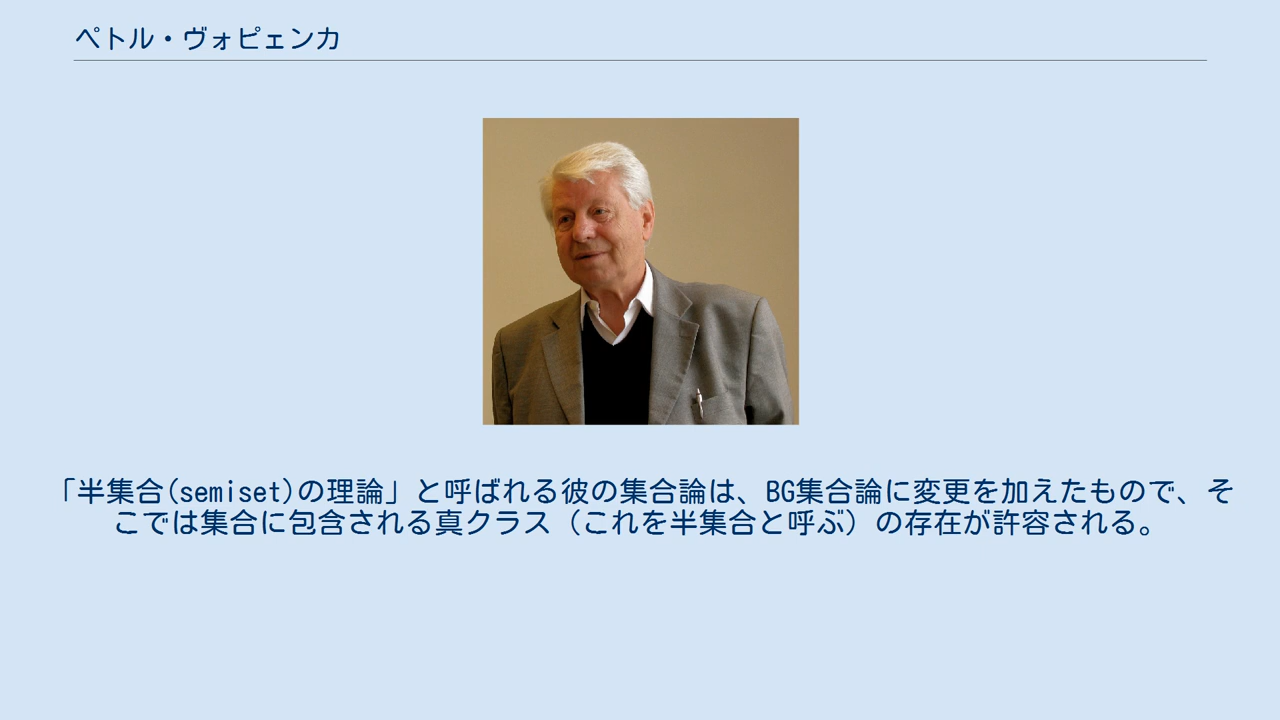 ペトル・ヴォピェンカ
「半集合(semiset)の理論」と呼ばれる彼の集合論は、BG集合論に変更を加えたもので、そ
こでは集合に包含される真クラス（これを半集合と呼ぶ）の存在が許容される。